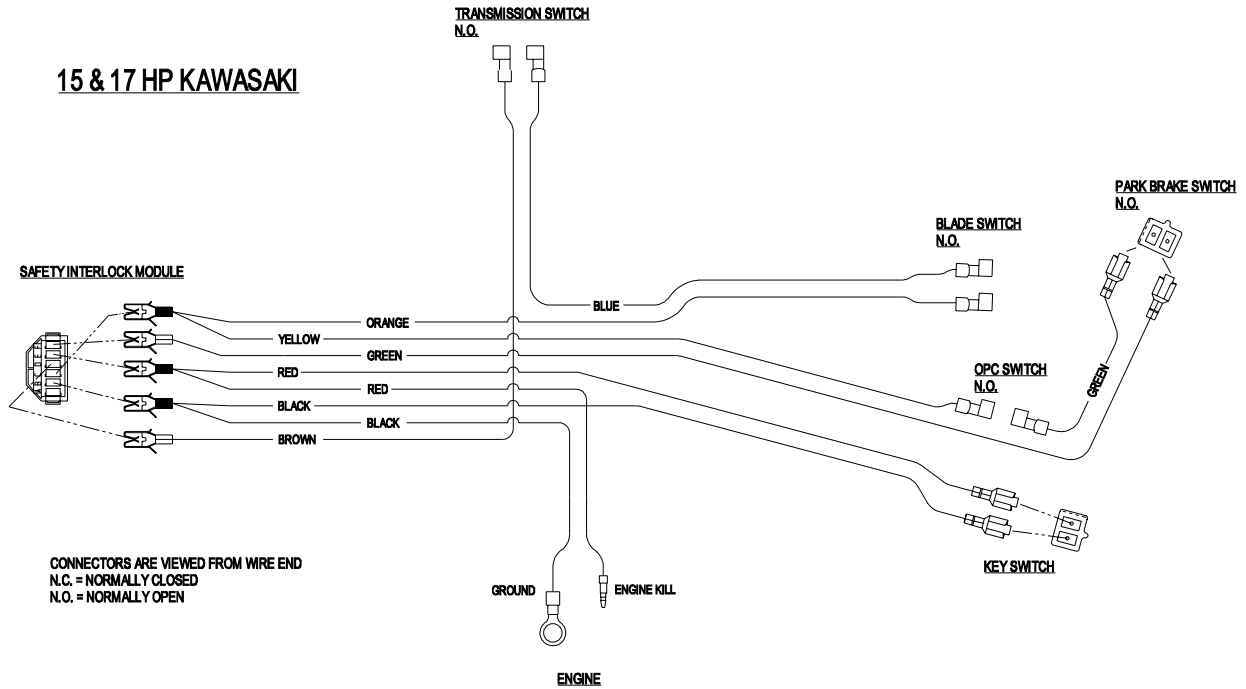 TRANSMISSION SWITCH
N.O.
15 & 17 HP KAWASAKI
PARK BRAKE SWITCH
N.O.
BLADE SWITCH
N.O.
SAFETY INTERLOCK MODULE
BLUE
ORANGE
YELLOW
GREEN
RED
RED
BLACK
BLACK
BROWN
OPC SWITCH
N.O.
GREEN
KEY SWITCH
CONNECTORS ARE VIEWED FROM WIRE END
N.C. = NORMALLY CLOSED
N.O. = NORMALLY OPEN
GROUND
ENGINE KILL
ENGINE